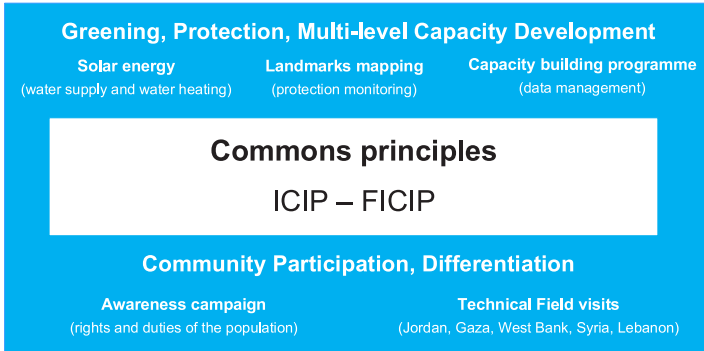 Greening, Protection, Multi-level Capacity Development
Solar energy
(water supply and water heating)
Landmarks mapping
(protection monitoring)
Capacity building programme
(data management)
Commons principles
ICIP – FICIP
Community Participation, Differentiation
Awareness campaign
(rights and duties of the population)
Technical Field visits
(Jordan, Gaza, West Bank, Syria, Lebanon)